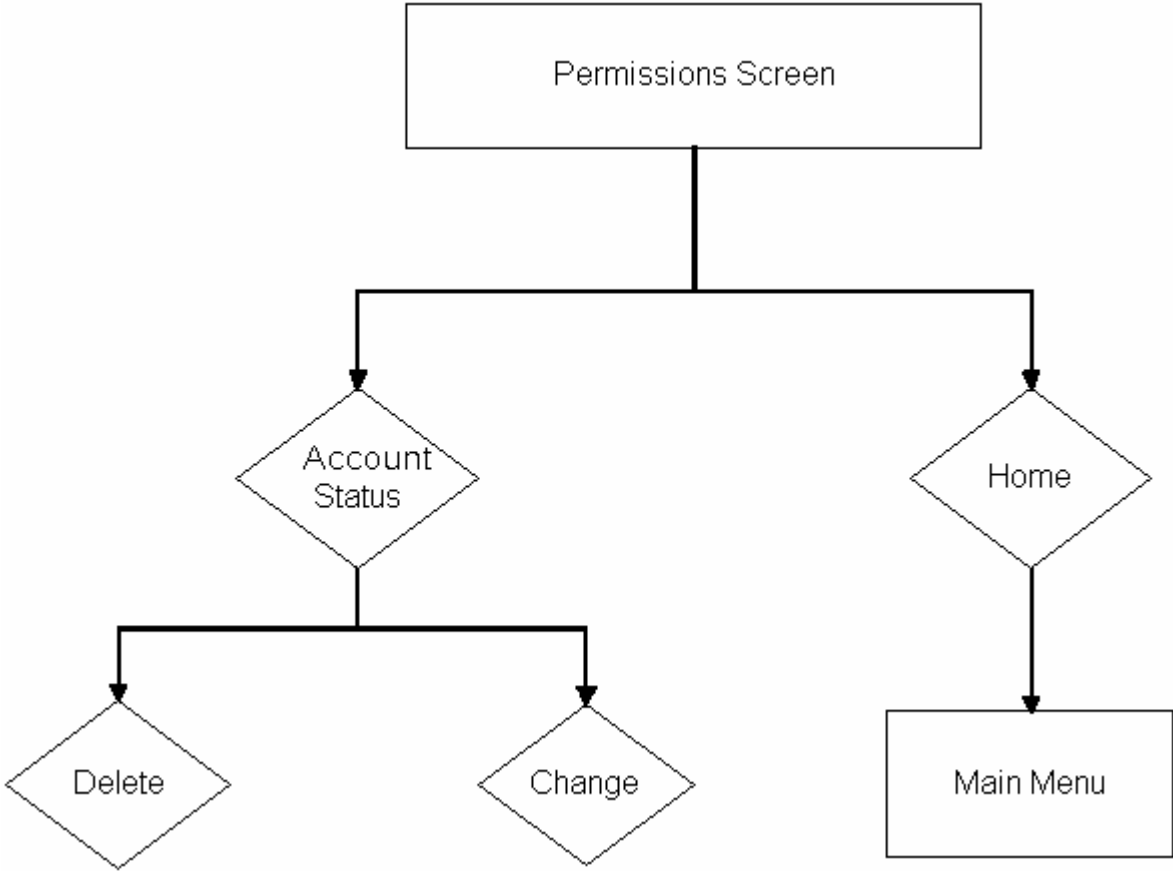 Permissions Screen
Account
Status
Home
Delete
Change
Main Menu